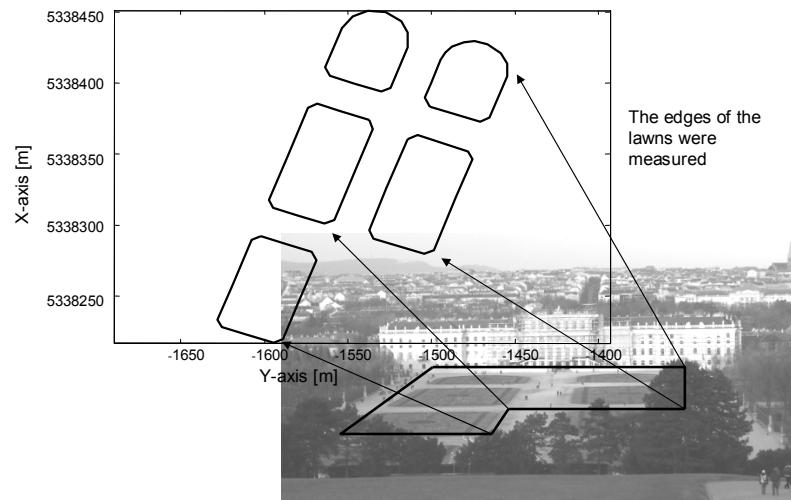 5338450
5338400
5338350
5338300
5338250
X-axis [m]
-1650
-1600
-1550
-1500
-1450
-1400
Y-axis [m]
The edges of the
lawns were
measured